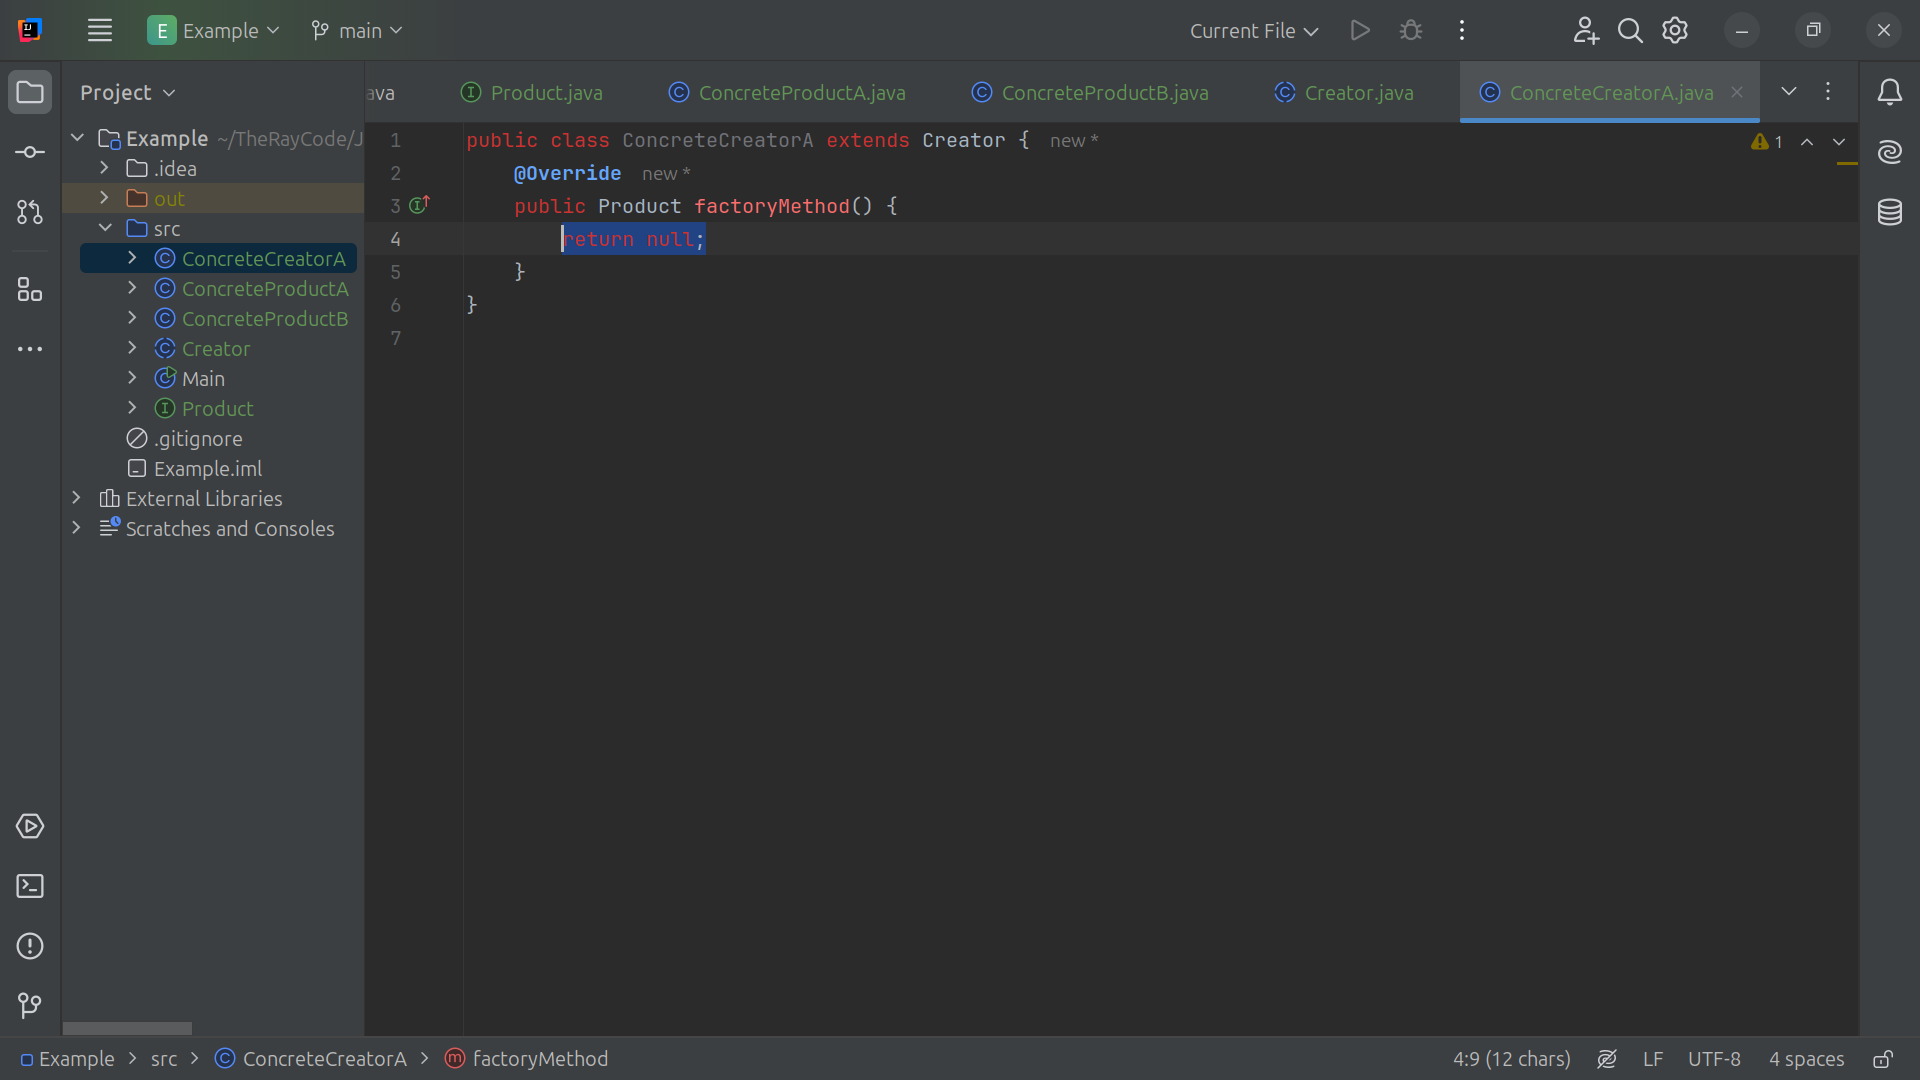 E Example main Current File
Project
ava Product.java ConcreteProductA.java ConcreteProductB.java Creator.java ConcreteCreatorA.java
Example ~/TheRayCode/J
.idea
out
src
ConcreteCreatorA
ConcreteProductA
ConcreteProductB
Creator
Main
Product
.gitignore
Example.iml
External Libraries
Scratches and Consoles
1 public class ConcreteCreatorA extends Creator { new *
2 @Override new *
3 public Product factoryMethod() {
4 return null;
5 }
6 }
7
1
Example src ConcreteCreatorA factoryMethod 4:9 (12 chars) LF UTF-8 4 spaces